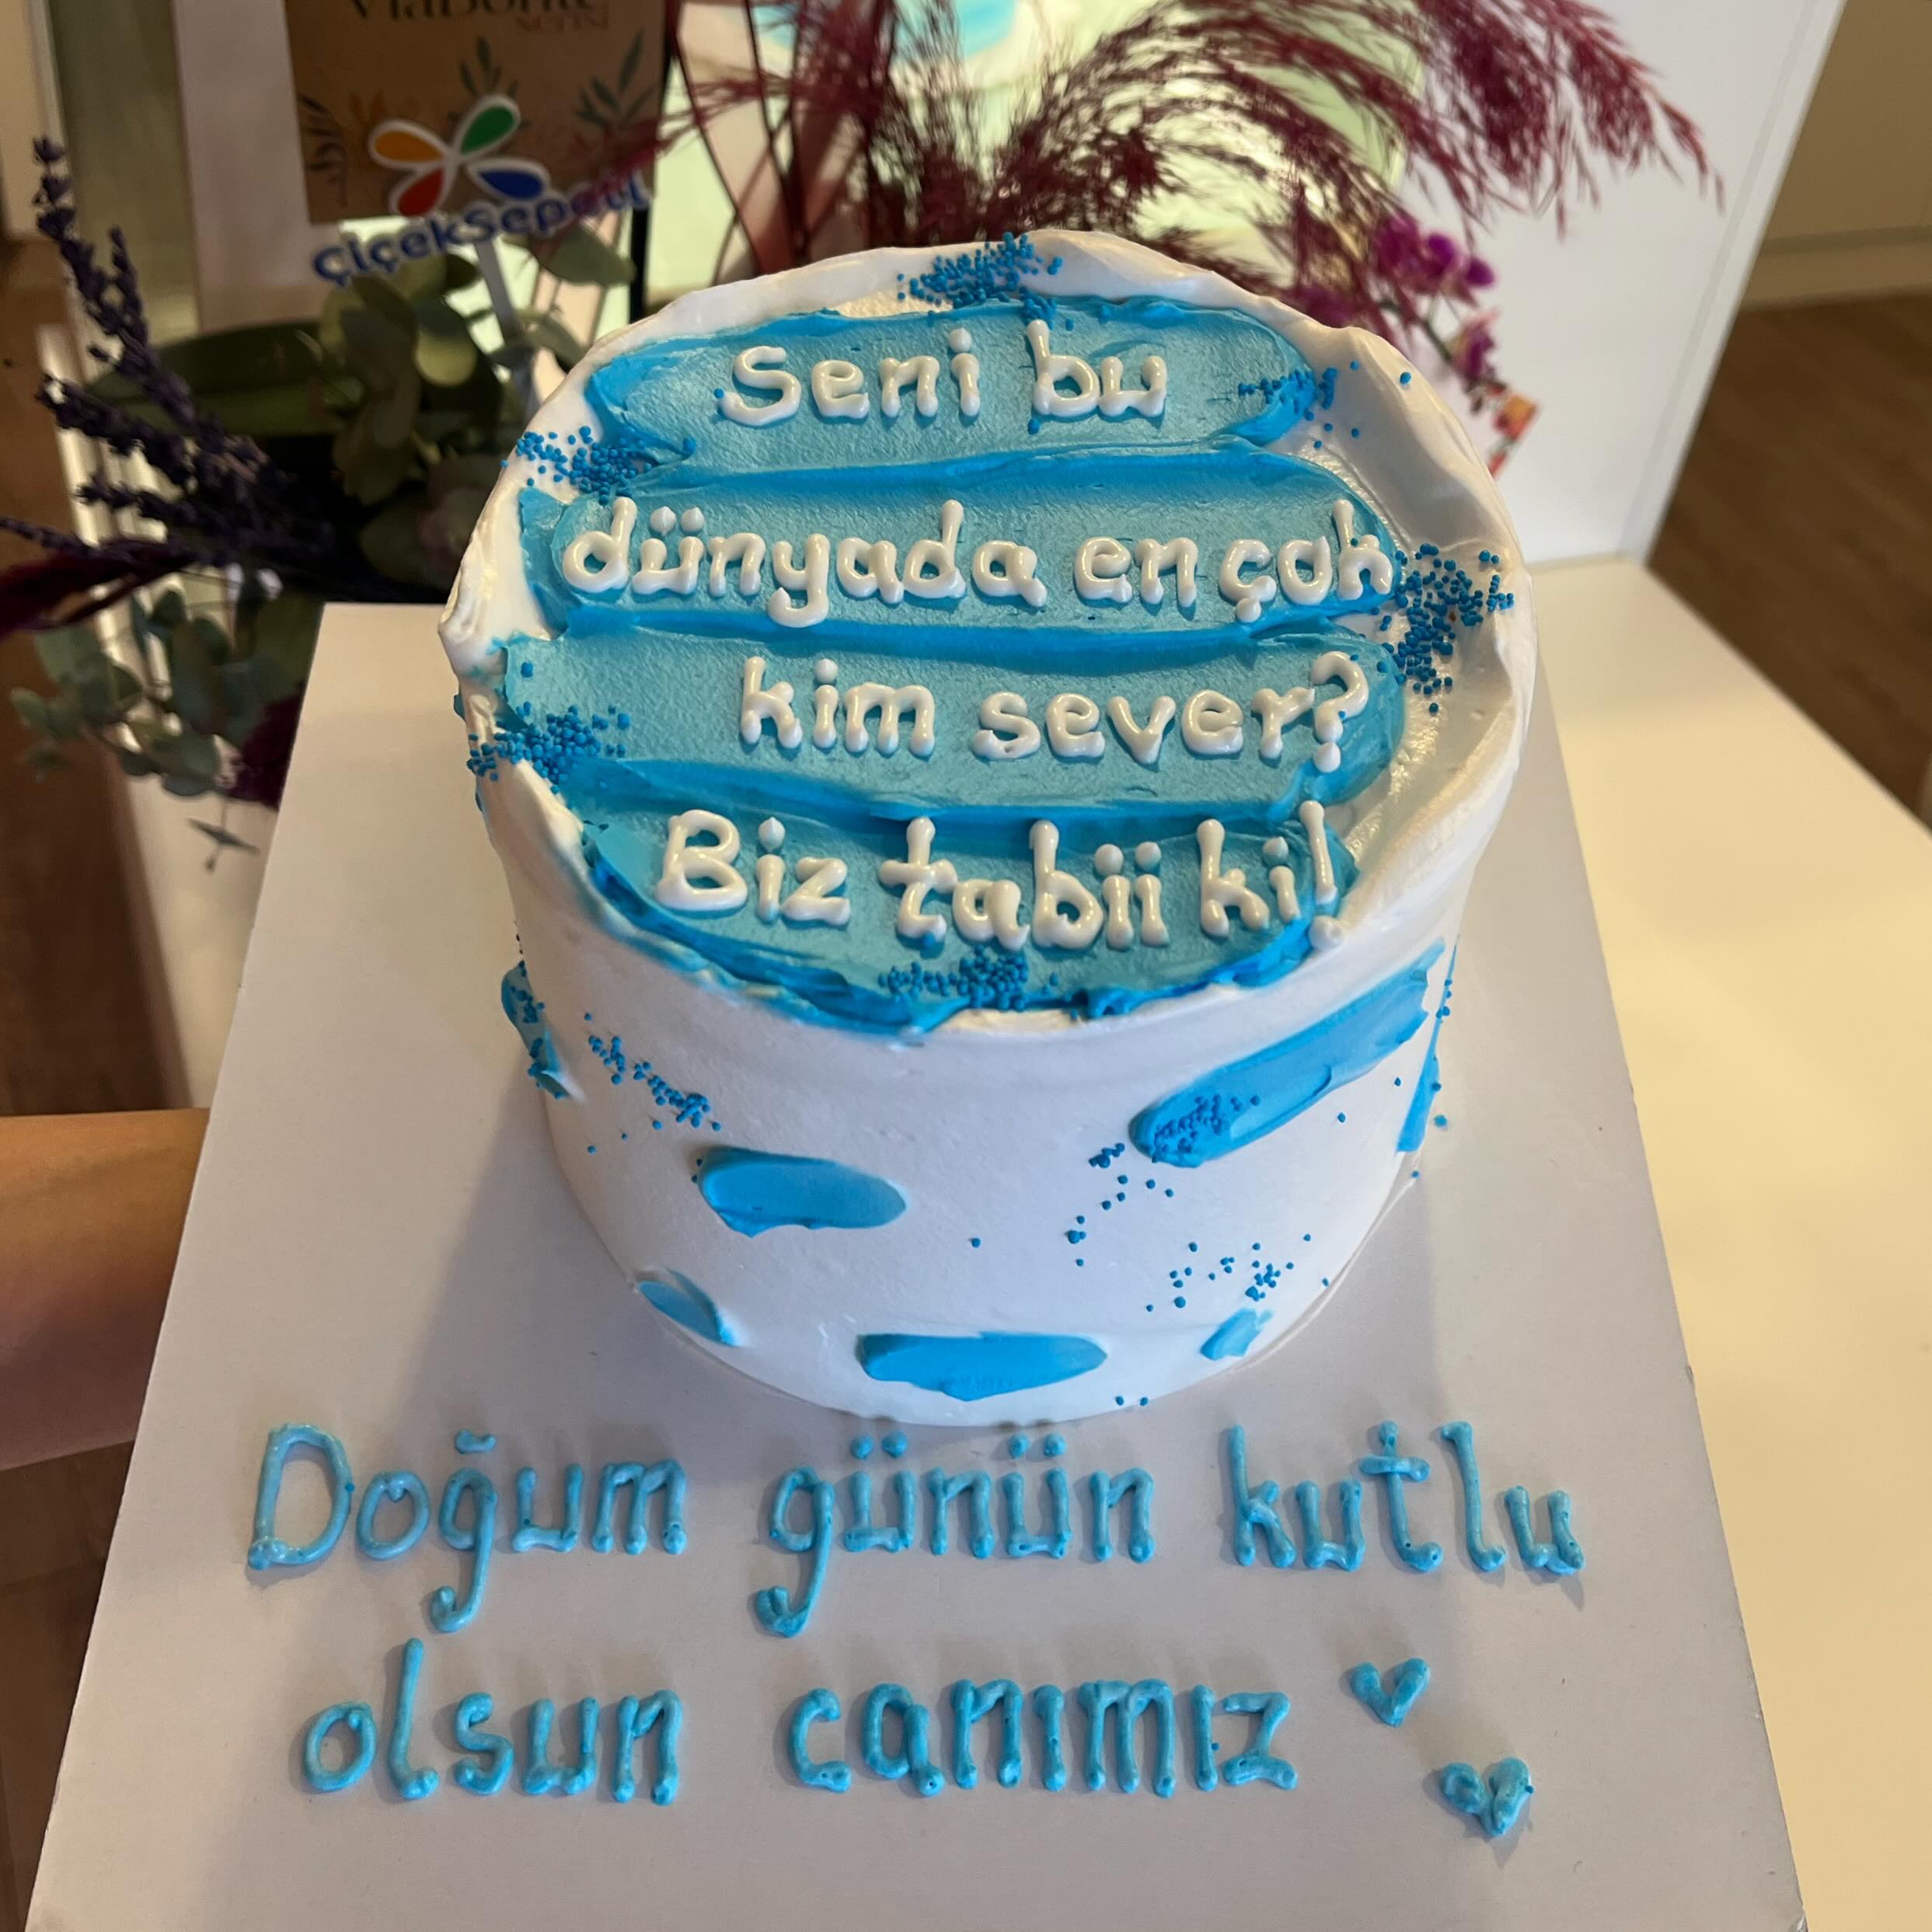 ÇiçekSepeti
Seni bu
dünyada en çok
kim sever?
Biz tabii ki!
Doğum günün kutlu
olsun canımız